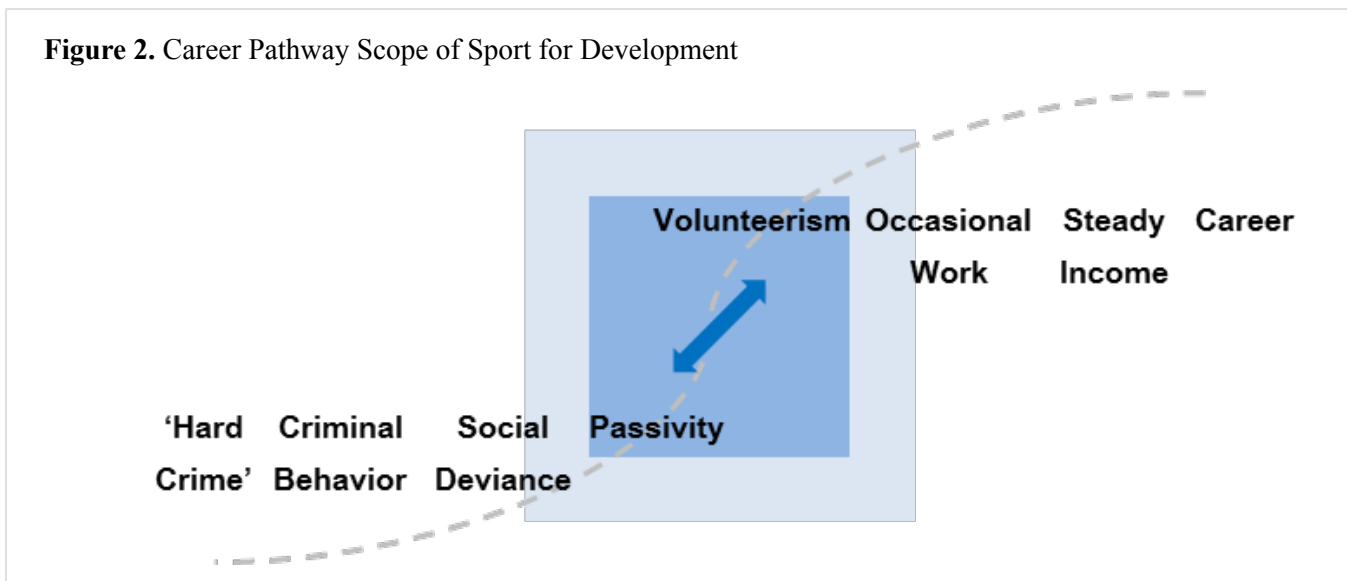 Figure 2. Career Pathway Scope of Sport for Development
Volunteerism Occasional Steady Career
Work Income
‘Hard Criminal Social Passivity
Crime’ Behavior Deviance